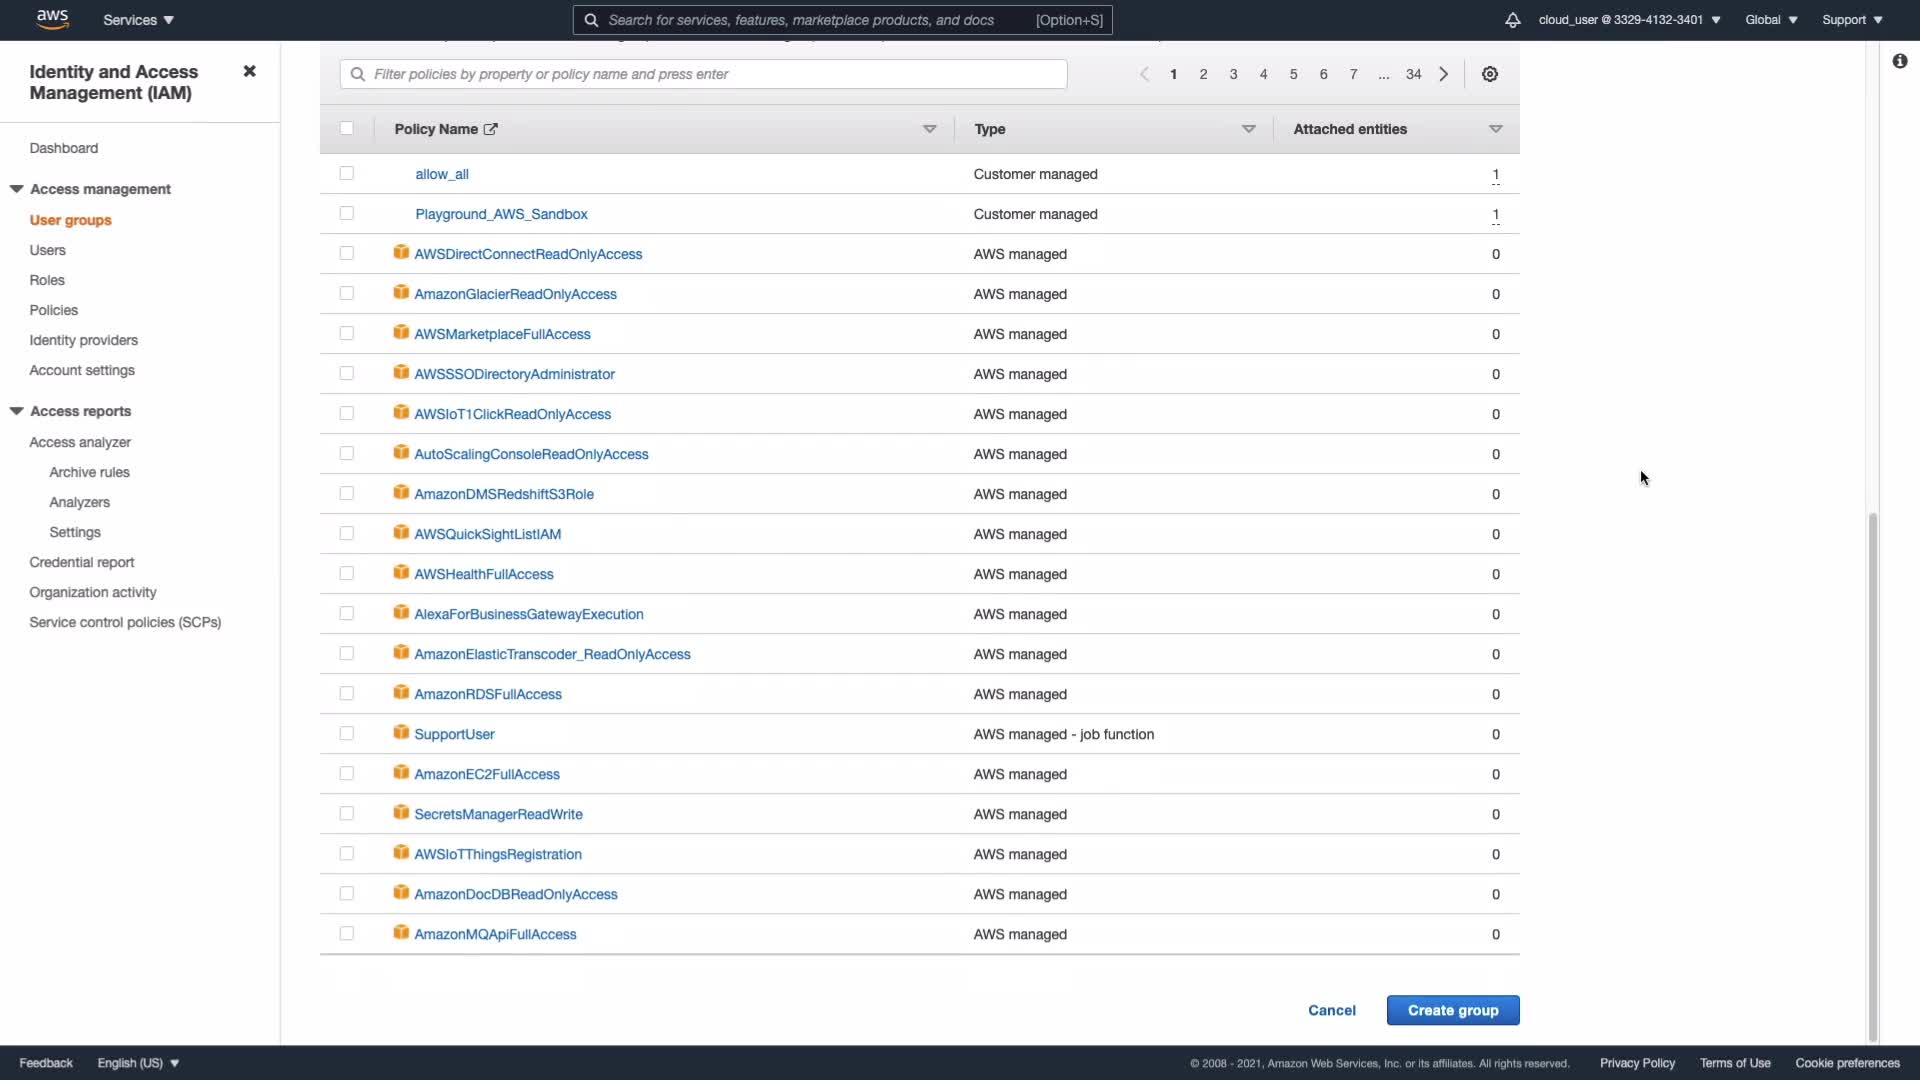 aws
Services
Search for services, features, marketplace products, and docs [Option+S]
cloud_user @ 3329-4132-3401
Global
Support
Identity and Access
Management (IAM)
Dashboard
Access management
User groups
Users
Roles
Policies
Identity providers
Account settings
Access reports
Access analyzer
Archive rules
Analyzers
Settings
Credential report
Organization activity
Service control policies (SCPs)
Filter policies by property or policy name and press enter
1 2 3 4 5 6 7 ... 34
Policy Name Type Attached entities
allow_all Customer managed 1
Playground_AWS_Sandbox Customer managed 1
AWSDirectConnectReadOnlyAccess AWS managed 0
AmazonGlacierReadOnlyAccess AWS managed 0
AWSMarketplaceFullAccess AWS managed 0
AWSSSODirectoryAdministrator AWS managed 0
AWSIoT1ClickReadOnlyAccess AWS managed 0
AutoScalingConsoleReadOnlyAccess AWS managed 0
AmazonDMSRedshiftS3Role AWS managed 0
AWSQuickSightListIAM AWS managed 0
AWSHealthFullAccess AWS managed 0
AlexaForBusinessGatewayExecution AWS managed 0
AmazonElasticTranscoder_ReadOnlyAccess AWS managed 0
AmazonRDSFullAccess AWS managed 0
SupportUser AWS managed - job function 0
AmazonEC2FullAccess AWS managed 0
SecretsManagerReadWrite AWS managed 0
AWSIoTThingsRegistration AWS managed 0
AmazonDocDBReadOnlyAccess AWS managed 0
AmazonMQApiFullAccess AWS managed 0
Cancel Create group
Feedback English (US) © 2008 - 2021, Amazon Web Services, Inc. or its affiliates. All rights reserved. Privacy Policy Terms of Use Cookie preferences